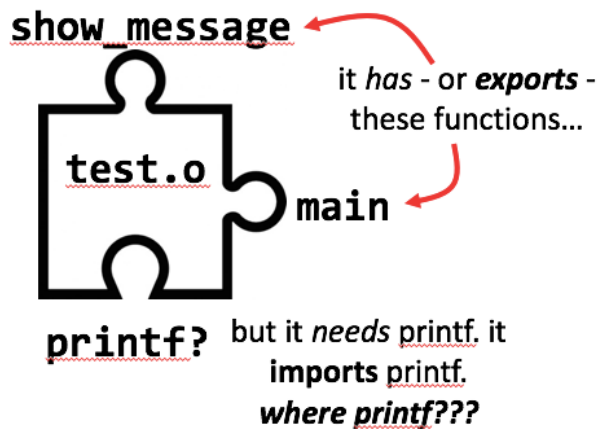 show_message
it has - or exports -
these functions...
test.o
main
printf?
but it needs printf. it
imports printf.
where printf???